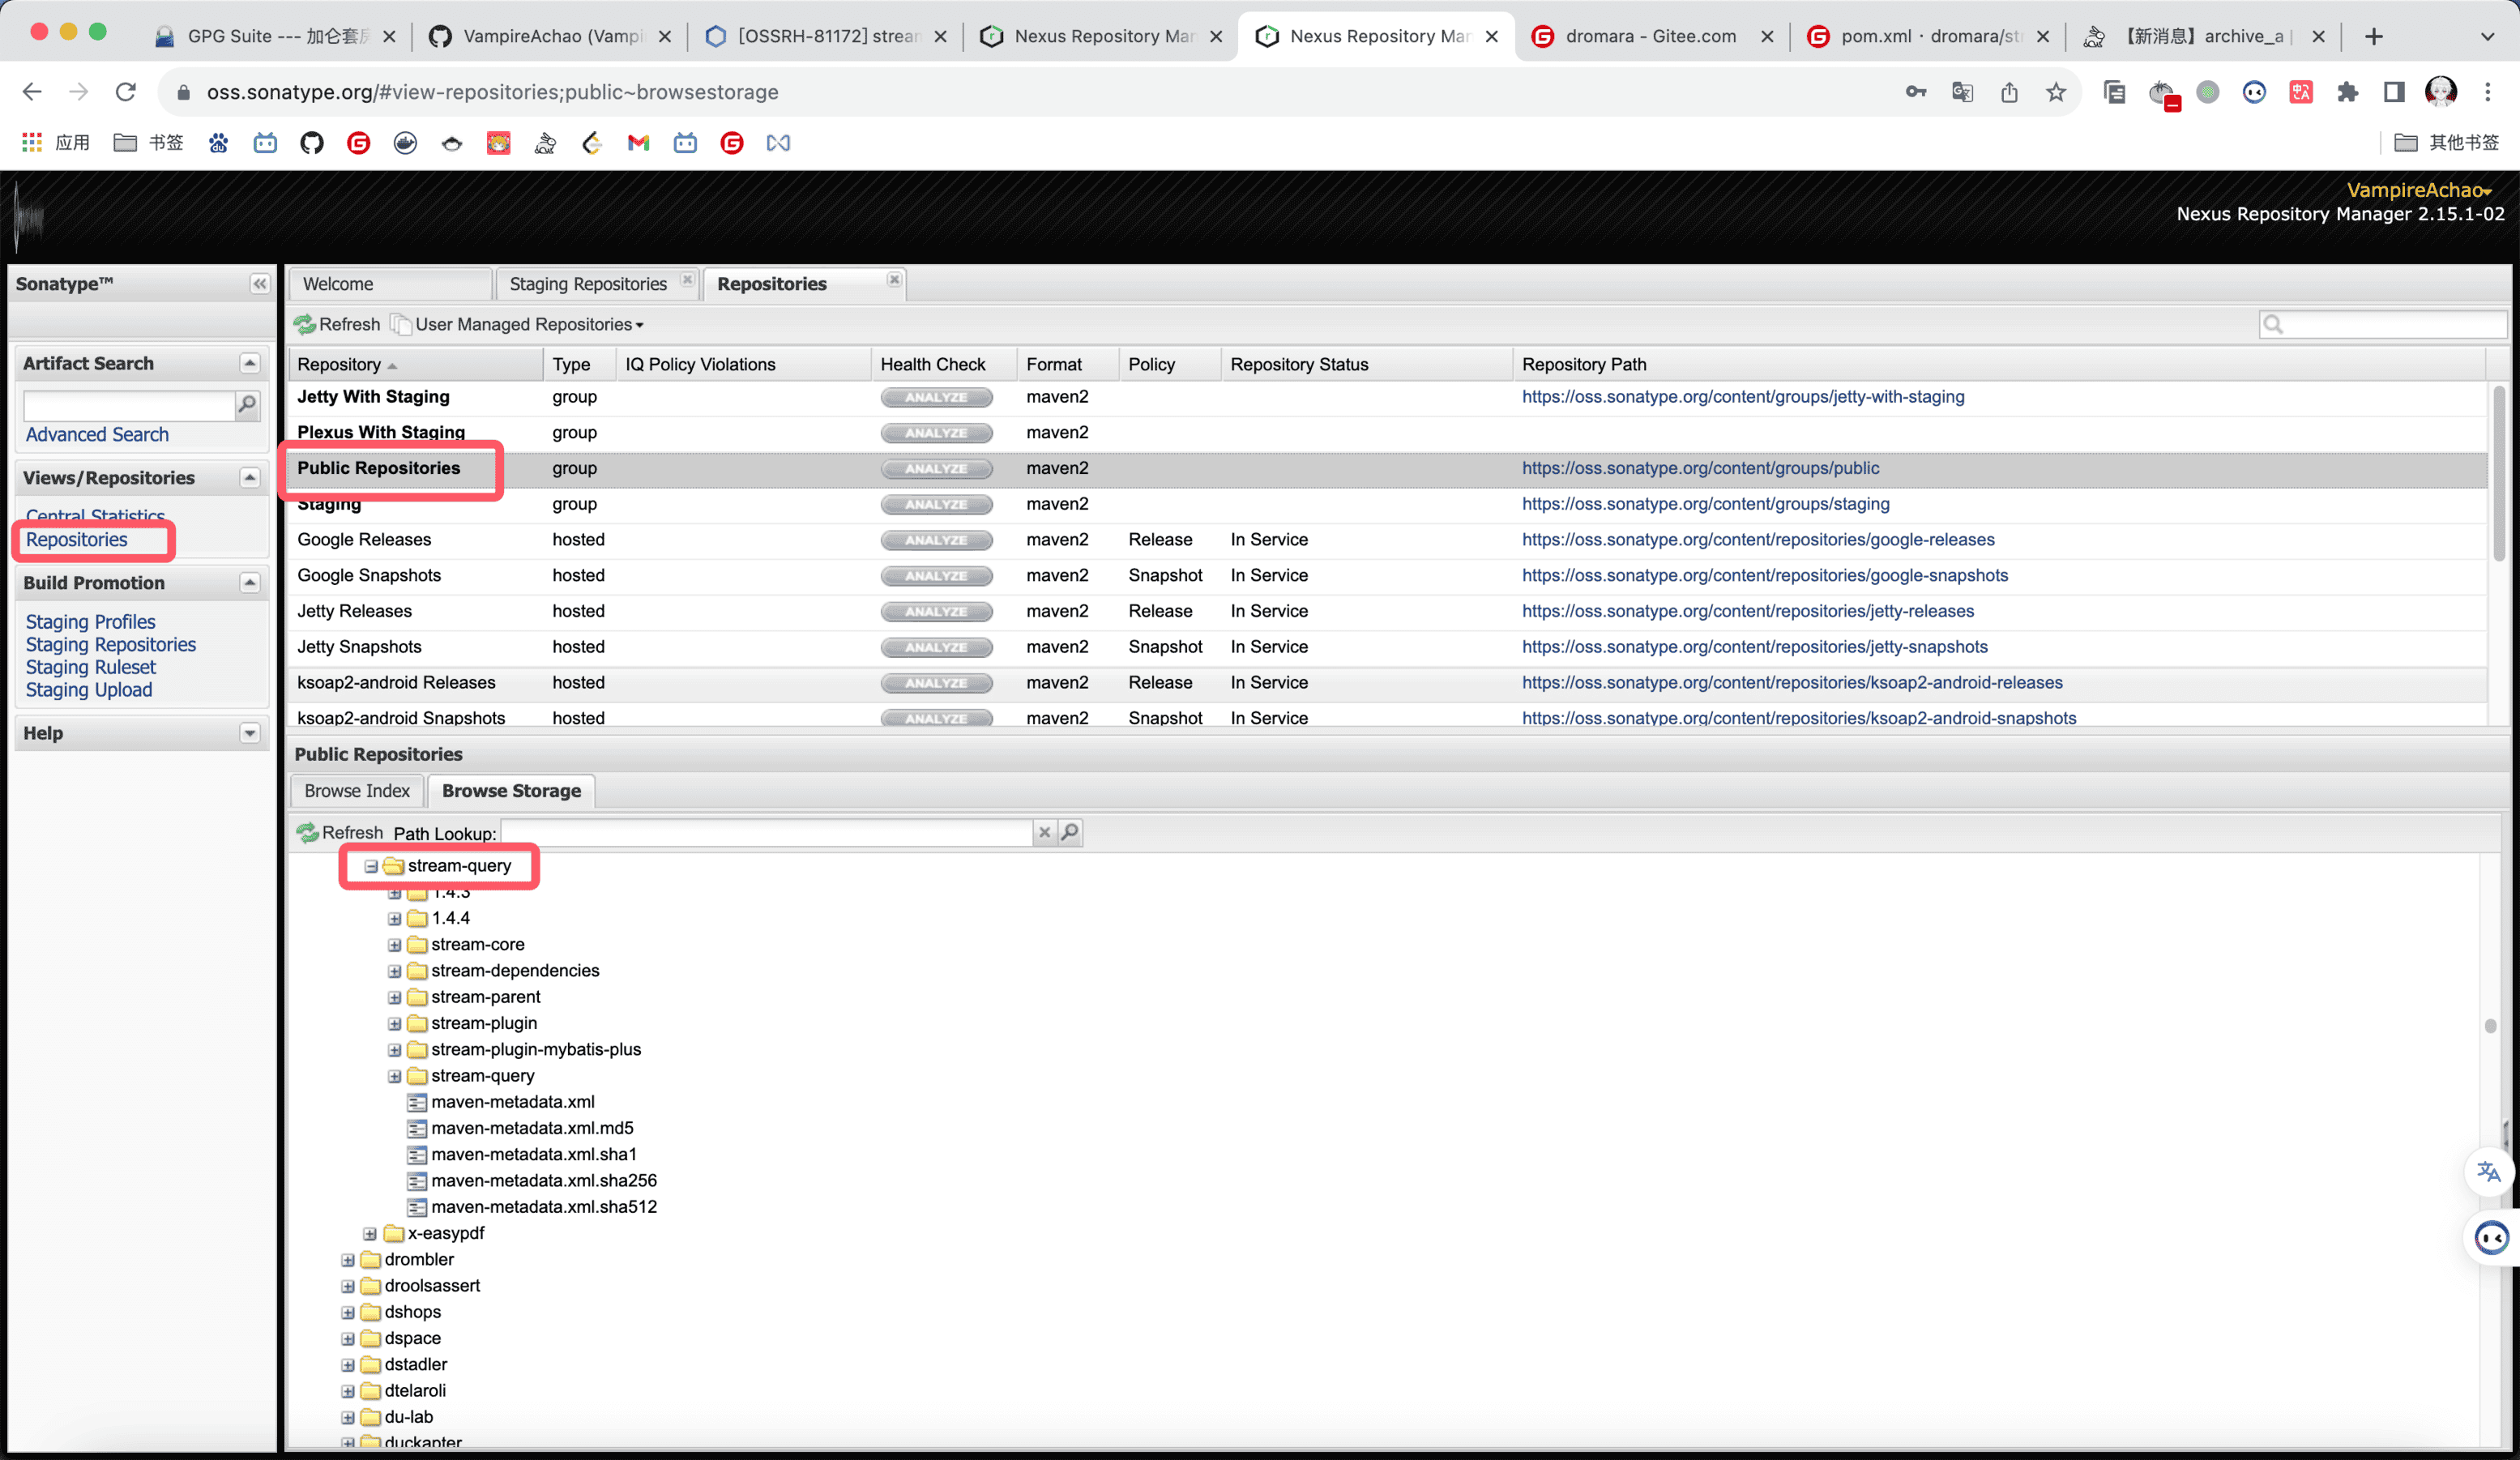 GPG Suite --- 加仑套房
VampireAchao (Vampi
[OSSRH-81172] strea
Nexus Repository Ma
Nexus Repository Mar
dromara - Gitee.com
pom.xml · dromara/st
【新消息】archive_a |
oss.sonatype.org/#view-repositories;public~browsestorage
应用
书签
其他书签
VampireAchao
Nexus Repository Manager 2.15.1-02
Sonatype™
Welcome
Staging Repositories
Repositories
Refresh
User Managed Repositories
Artifact Search
Advanced Search
Views/Repositories
Central Statistics
Repositories
Build Promotion
Staging Profiles
Staging Repositories
Staging Ruleset
Staging Upload
Help
Repository Type IQ Policy Violations Health Check Format Policy Repository Status Repository Path
Jetty With Staging group ANALYZE maven2 https://oss.sonatype.org/content/groups/jetty-with-staging
Plexus With Staging group ANALYZE maven2
Public Repositories group ANALYZE maven2 https://oss.sonatype.org/content/groups/public
Staging group ANALYZE maven2 https://oss.sonatype.org/content/groups/staging
Google Releases hosted ANALYZE maven2 Release In Service https://oss.sonatype.org/content/repositories/google-releases
Google Snapshots hosted ANALYZE maven2 Snapshot In Service https://oss.sonatype.org/content/repositories/google-snapshots
Jetty Releases hosted ANALYZE maven2 Release In Service https://oss.sonatype.org/content/repositories/jetty-releases
Jetty Snapshots hosted ANALYZE maven2 Snapshot In Service https://oss.sonatype.org/content/repositories/jetty-snapshots
ksoap2-android Releases hosted ANALYZE maven2 Release In Service https://oss.sonatype.org/content/repositories/ksoap2-android-releases
ksoap2-android Snapshots hosted ANALYZE maven2 Snapshot In Service https://oss.sonatype.org/content/repositories/ksoap2-android-snapshots
Public Repositories
Browse Index
Browse Storage
Refresh Path Lookup:
stream-query
1.4.3
1.4.4
stream-core
stream-dependencies
stream-parent
stream-plugin
stream-plugin-mybatis-plus
stream-query
maven-metadata.xml
maven-metadata.xml.md5
maven-metadata.xml.sha1
maven-metadata.xml.sha256
maven-metadata.xml.sha512
x-easypdf
drombler
droolsassert
dshops
dspace
dstadler
dtelaroli
du-lab
duckapter